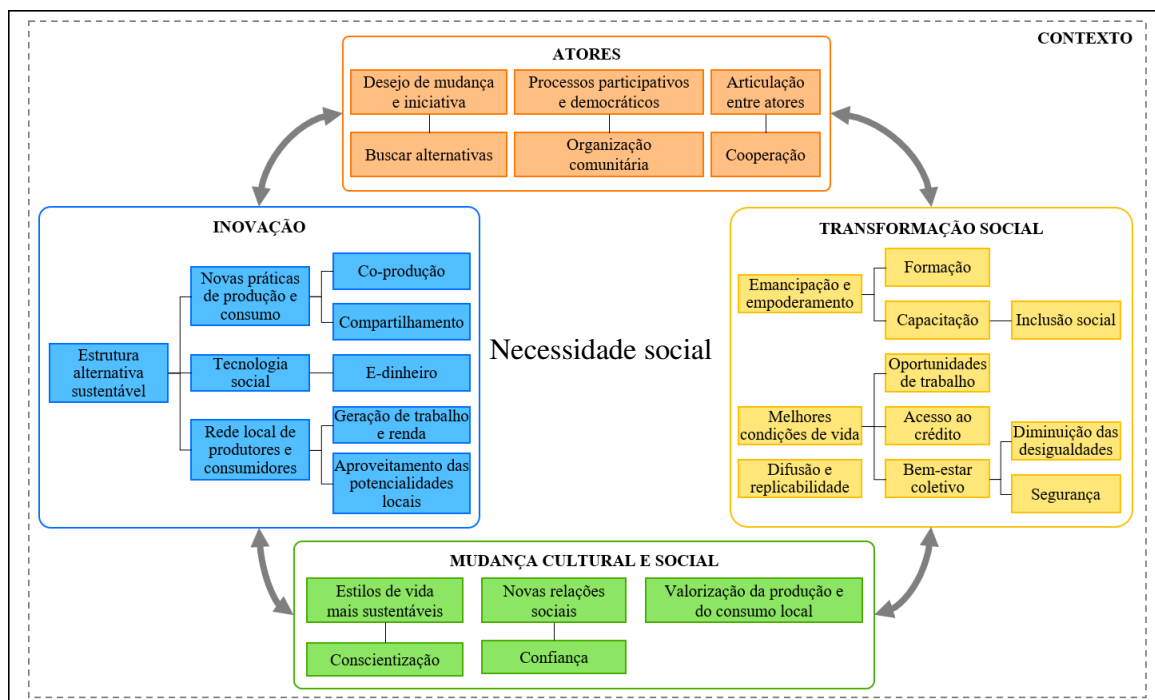 CONTEXTO
ATORES
Desejo de mudança
e iniciativa
Buscar alternativas
Processos participativos
e democráticos
Organização
comunitária
Articulação
entre atores
Cooperação
INOVAÇÃO
Estrutura
alternativa
sustentável
Novas práticas
de produção e
consumo
Co-produção
Compartilhamento
Tecnologia
social
E-dinheiro
Rede local de
produtores e
consumidores
Geração de trabalho
e renda
Aproveitamento das
potencialidades
locais
Necessidade social
TRANSFORMAÇÃO SOCIAL
Emancipação e
empoderamento
Formação
Capacitação
Inclusão social
Melhores
condições de vida
Oportunidades
de trabalho
Acesso ao
crédito
Bem-estar
coletivo
Diminuição das
desigualdades
Segurança
Difusão e
replicabilidade
MUDANÇA CULTURAL E SOCIAL
Estilos de vida
mais sustentáveis
Conscientização
Novas relações
sociais
Confiança
Valorização da produção e
do consumo local